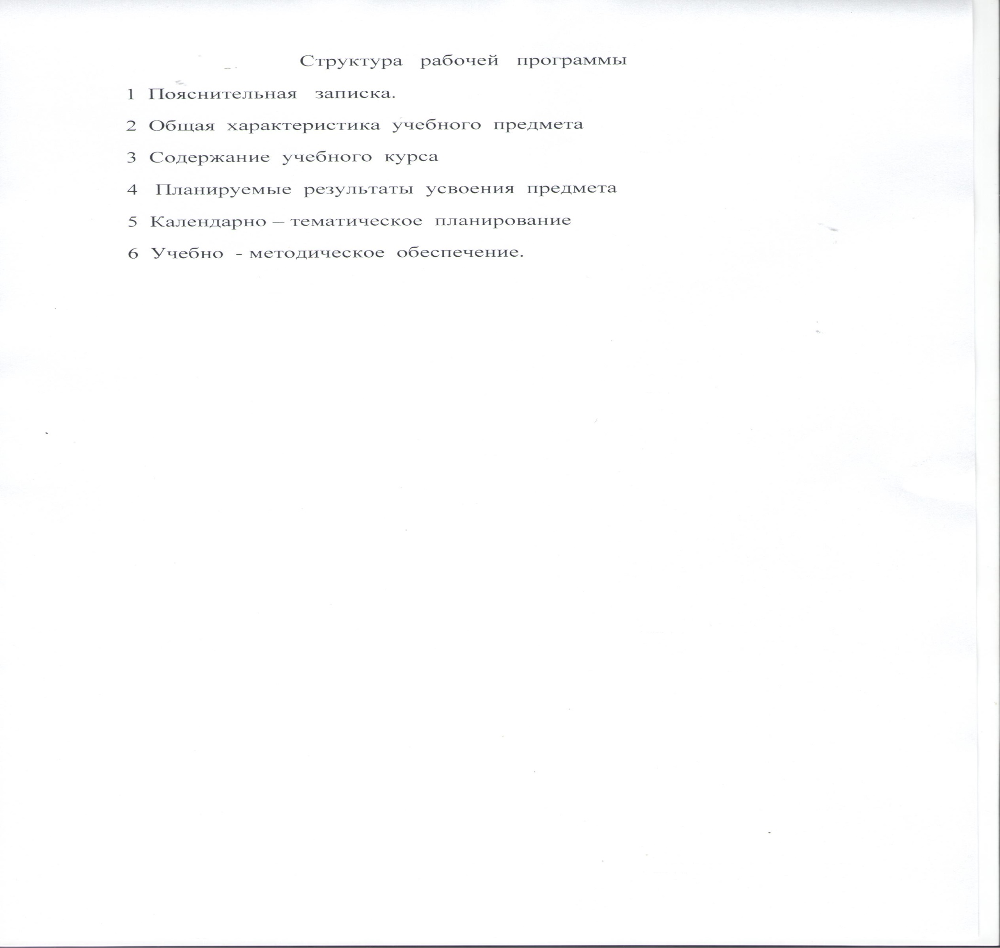 Структура рабочей программы
1 Пояснительная записка.
2 Общая характеристика учебного предмета
3 Содержание учебного курса
4 Планируемые результаты усвоения предмета
5 Календарно – тематическое планирование
6 Учебно - методическое обеспечение.